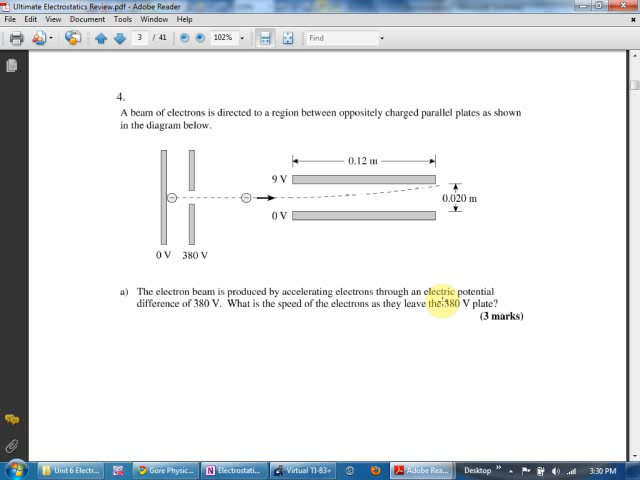 Ultimate Electrostatics Review.pdf - Adobe Reader
File Edit View Document Tools Window Help
3 / 41 102% Find
4.
A beam of electrons is directed to a region between oppositely charged parallel plates as shown
in the diagram below.
0.12 m
9 V
0.020 m
0 V
0 V 380 V
a) The electron beam is produced by accelerating electrons through an electric potential
difference of 380 V. What is the speed of the electrons as they leave the 380 V plate?
(3 marks)
Unit 6 Electr... Gore Physic... Electrostati... Virtual TI-83+ Adobe Rea... Desktop 3:30 PM